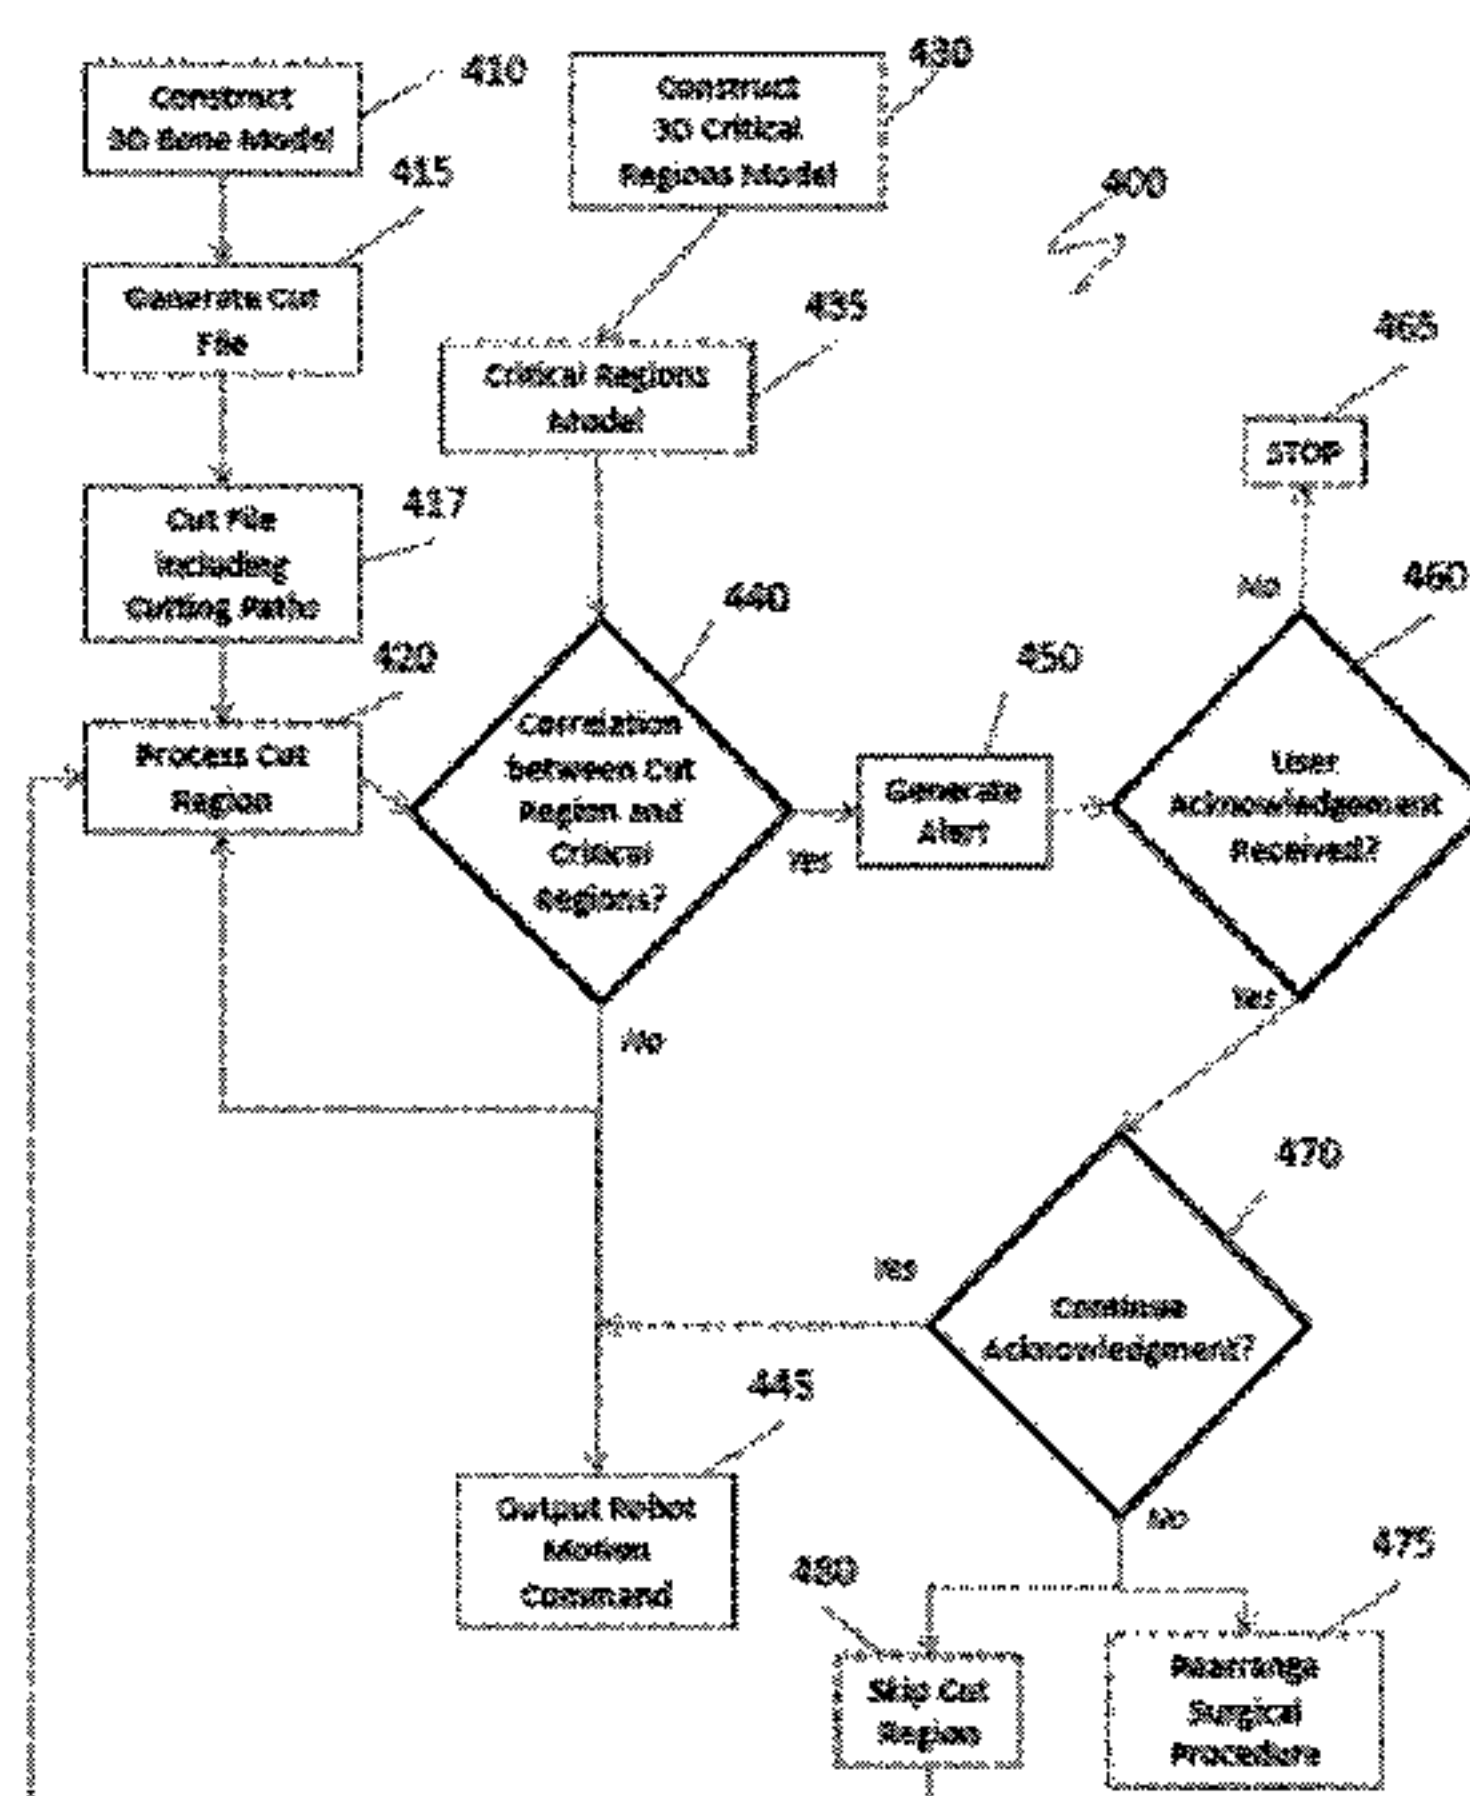 410
Construct
3D Bone Model
430
Construct
3D Critical
Regions Model
415
400
Generate Cut
File
435
Critical Regions
Model
465
STOP
417
Cut File
Including
Cutting Paths
No
460
440
420
450
Process Cut
Region
Correlation
between Cut
Region and
Critical
Regions?
Yes
Generate
Alert
User
Acknowledgement
Received?
Yes
No
470
Yes
Continue
Acknowledgment?
445
Output Robot
Motion
Command
No
475
480
Skip Cut
Region
Rearrange
Surgical
Procedure